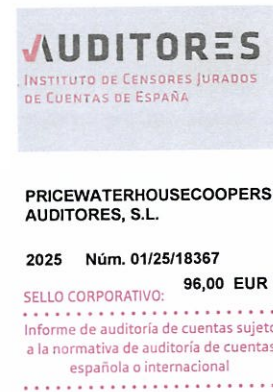 AUDITORES
INSTITUTO DE CENSORES JURADOS
DE CUENTAS DE ESPAÑA
PRICEWATERHOUSECOOPERS
AUDITORES, S.L.
2025 Núm. 01/25/18367
96,00 EUR
SELLO CORPORATIVO:
Informe de auditoría de cuentas sujeto
a la normativa de auditoría de cuentas
española o internacional